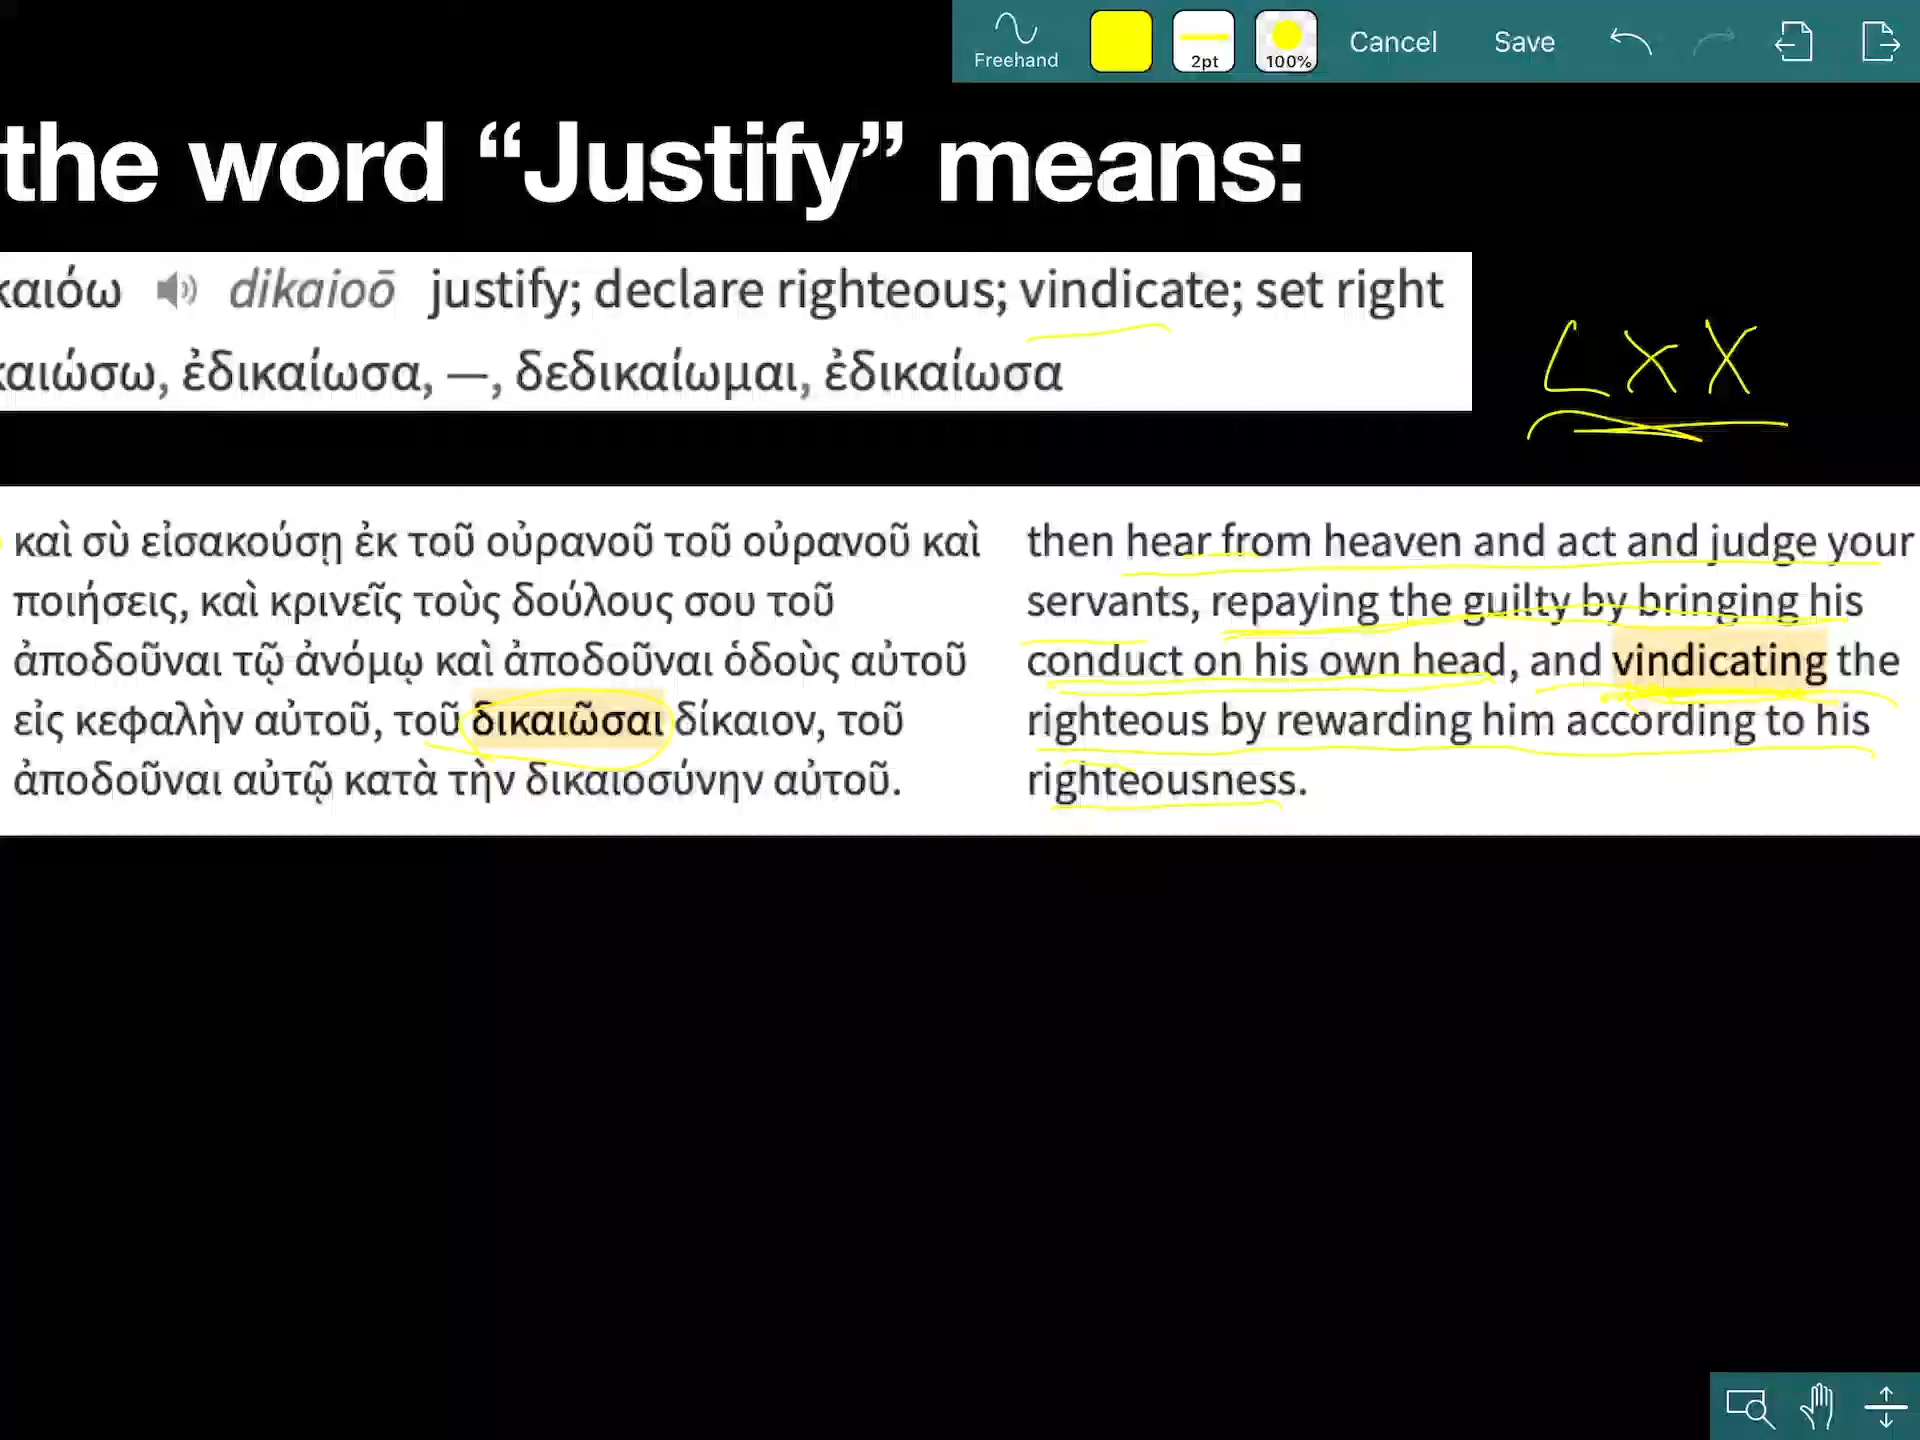 Freehand
2pt
100%
Cancel
Save
the word “Justify” means:
καιόω dikaioō justify; declare righteous; vindicate; set right
καιώσω, ἐδικαίωσα, —, δεδικαίωμαι, ἐδικαίωσα
LXX
καὶ σὺ εἰσακούσῃ ἐκ τοῦ οὐρανοῦ τοῦ οὐρανοῦ καὶ
ποιήσεις, καὶ κρινεῖς τοὺς δούλους σου τοῦ
ἀποδοῦναι τῷ ἀνόμῳ καὶ ἀποδοῦναι ὁδοὺς αὐτοῦ
εἰς κεφαλὴν αὐτοῦ, τοῦ δικαιῶσαι δίκαιον, τοῦ
ἀποδοῦναι αὐτῷ κατὰ τὴν δικαιοσύνην αὐτοῦ.
then hear from heaven and act and judge your
servants, repaying the guilty by bringing his
conduct on his own head, and vindicating the
righteous by rewarding him according to his
righteousness.